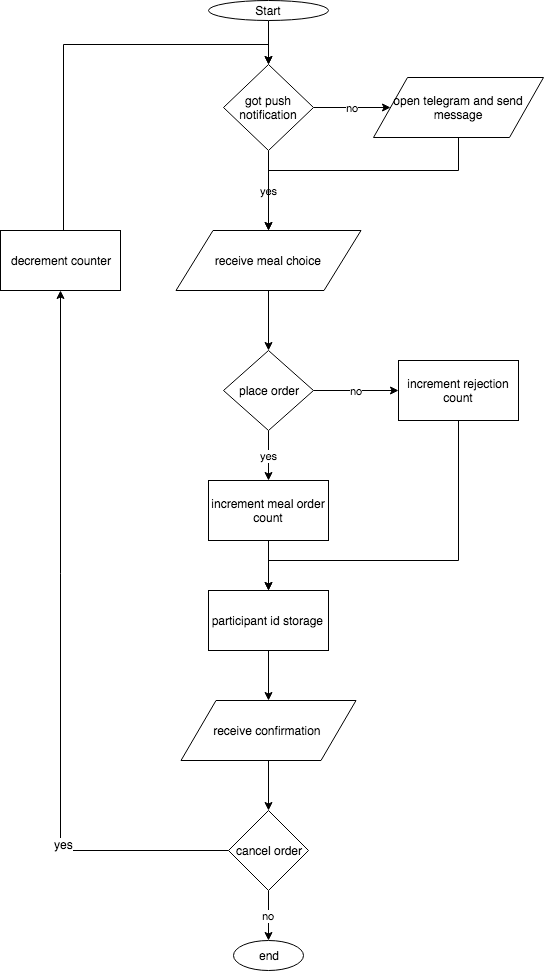 Start
got push
notification
no
open telegram and send
message
yes
decrement counter
receive meal choice
place order
no
increment rejection
count
yes
increment meal order
count
participant id storage
receive confirmation
yes
cancel order
no
end